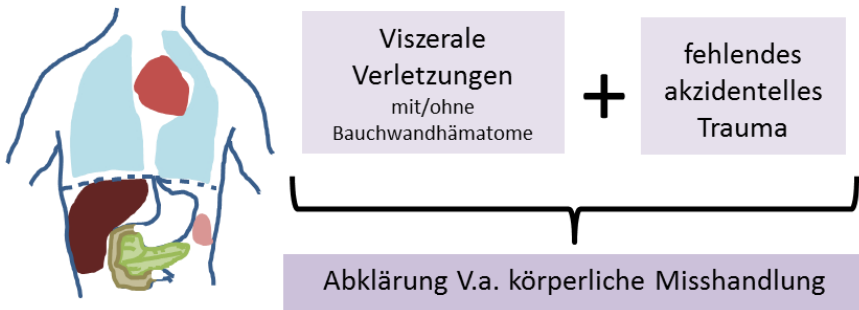 Viszerale
Verletzungen
mit/ohne
Bauchwandhämatome
+
fehlendes
akzidentelles
Trauma
Abklärung V.a. körperliche Misshandlung